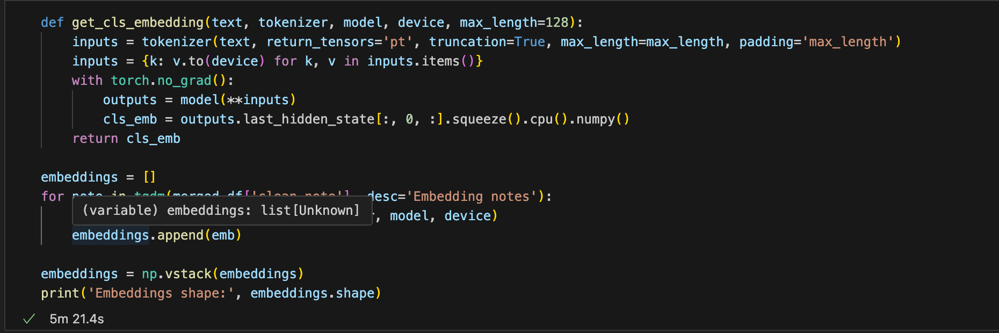 def get_cls_embedding(text, tokenizer, model, device, max_length=128):
inputs = tokenizer(text, return_tensors='pt', truncation=True, max_length=max_length, padding='max_length')
inputs = {k: v.to(device) for k, v in inputs.items()}
with torch.no_grad():
outputs = model(**inputs)
cls_emb = outputs.last_hidden_state[:, 0, :].squeeze().cpu().numpy()
return cls_emb
embeddings = []
for note in tqdm(merged_df['clean_note'], desc='Embedding notes'):
(variable) embeddings: list[Unknown]
, model, device)
embeddings.append(emb)
embeddings = np.vstack(embeddings)
print('Embeddings shape:', embeddings.shape)
5m 21.4s